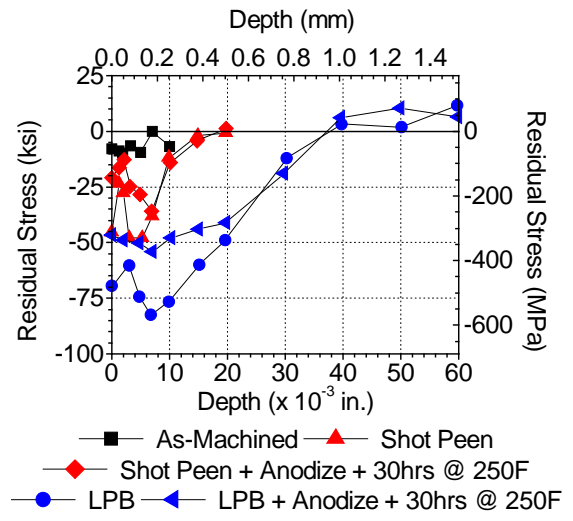 Depth (mm)
0.0 0.2 0.4 0.6 0.8 1.0 1.2 1.4
25
0
-25
-50
-75
-100
Residual Stress (ksi)
0
-200
-400
-600
Residual Stress (MPa)
0 10 20 30 40 50 60
Depth (x 10⁻³ in.)
As-Machined Shot Peen
Shot Peen + Anodize + 30hrs @ 250F
LPB LPB + Anodize + 30hrs @ 250F